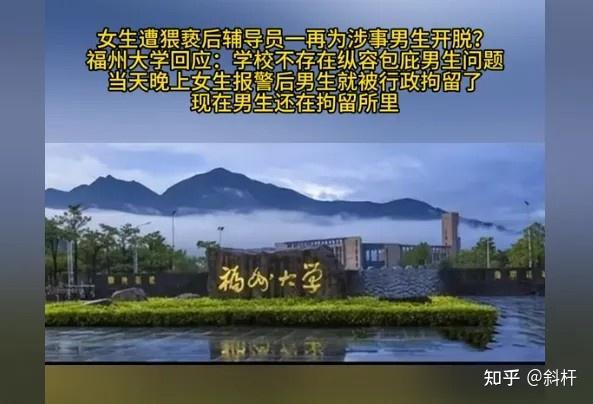 女生遭猥亵后辅导员一再为涉事男生开脱?
福州大学回应：学校不存在纵容包庇男生问题
当天晚上女生报警后男生就被行政拘留了
现在男生还在拘留所里
福州大学
知乎 @斜杆